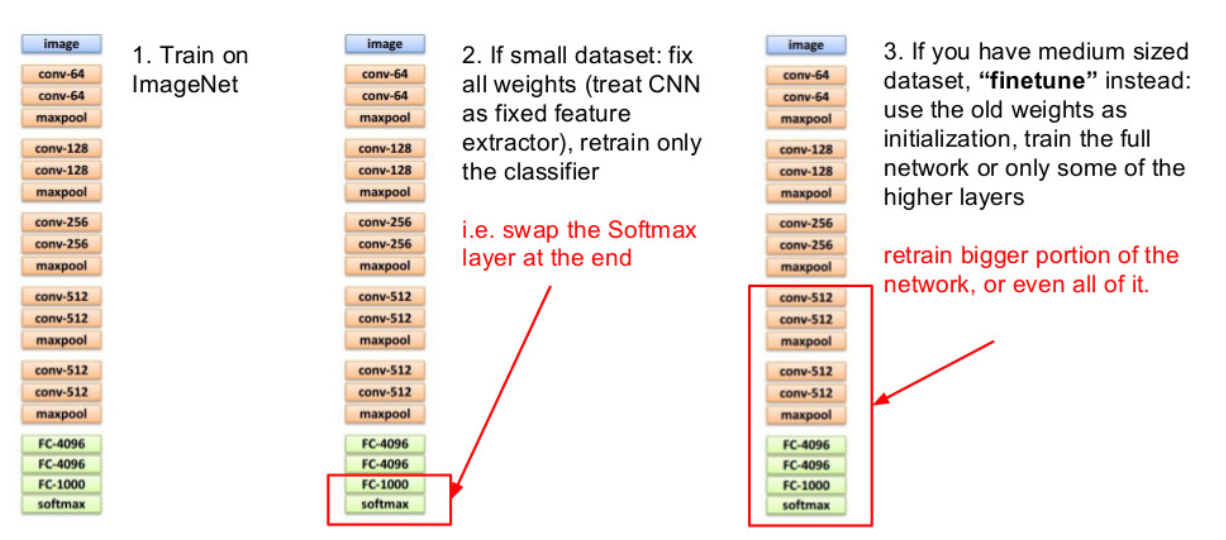 image
conv-64
conv-64
maxpool
conv-128
conv-128
maxpool
conv-256
conv-256
maxpool
conv-512
conv-512
maxpool
conv-512
conv-512
maxpool
FC-4096
FC-4096
FC-1000
softmax
1. Train on
ImageNet
image
conv-64
conv-64
maxpool
conv-128
conv-128
maxpool
conv-256
conv-256
maxpool
conv-512
conv-512
maxpool
conv-512
conv-512
maxpool
FC-4096
FC-4096
FC-1000
softmax
2. If small dataset: fix
all weights (treat CNN
as fixed feature
extractor), retrain only
the classifier
i.e. swap the Softmax
layer at the end
image
conv-64
conv-64
maxpool
conv-128
conv-128
maxpool
conv-256
conv-256
maxpool
conv-512
conv-512
maxpool
conv-512
conv-512
maxpool
FC-4096
FC-4096
FC-1000
softmax
3. If you have medium sized
dataset, “finetune” instead:
use the old weights as
initialization, train the full
network or only some of the
higher layers
retrain bigger portion of the
network, or even all of it.